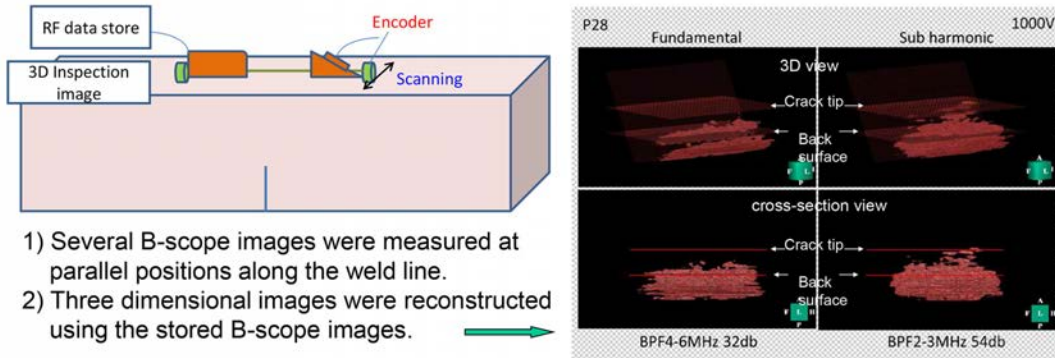 RF data store
Encoder
3D Inspection
image
Scanning
1) Several B-scope images were measured at
parallel positions along the weld line.
2) Three dimensional images were reconstructed
using the stored B-scope images.
P28
1000V
Fundamental
Sub harmonic
3D view
Crack tip
Back
surface
F L
P
A
F L H
P
cross-section view
Crack tip
Back
surface
A
F L H
P
A
F L H
P
BPF4-6MHz 32db
BPF2-3MHz 54db